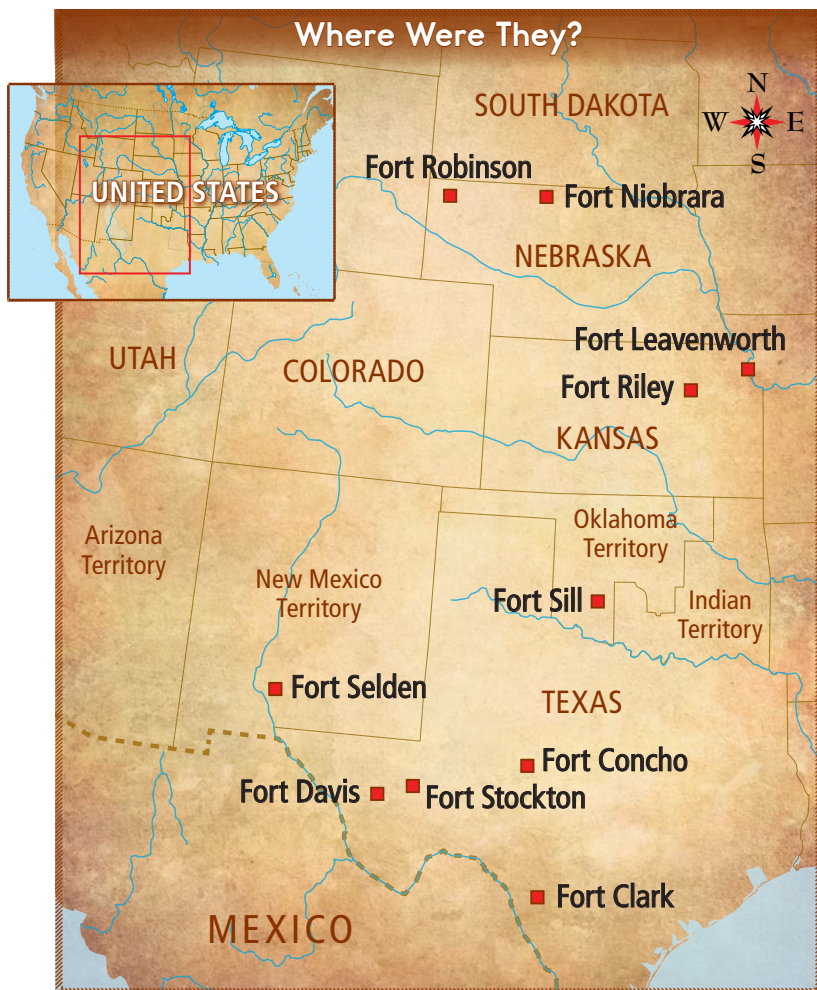 Where Were They?
N
W
E
S
UNITED STATES
SOUTH DAKOTA
Fort Robinson
Fort Niobrara
NEBRASKA
Fort Leavenworth
UTAH
COLORADO
Fort Riley
KANSAS
Arizona
Territory
Oklahoma
Territory
New Mexico
Territory
Fort Sill
Indian
Territory
Fort Selden
TEXAS
Fort Concho
Fort Davis
Fort Stockton
Fort Clark
MEXICO